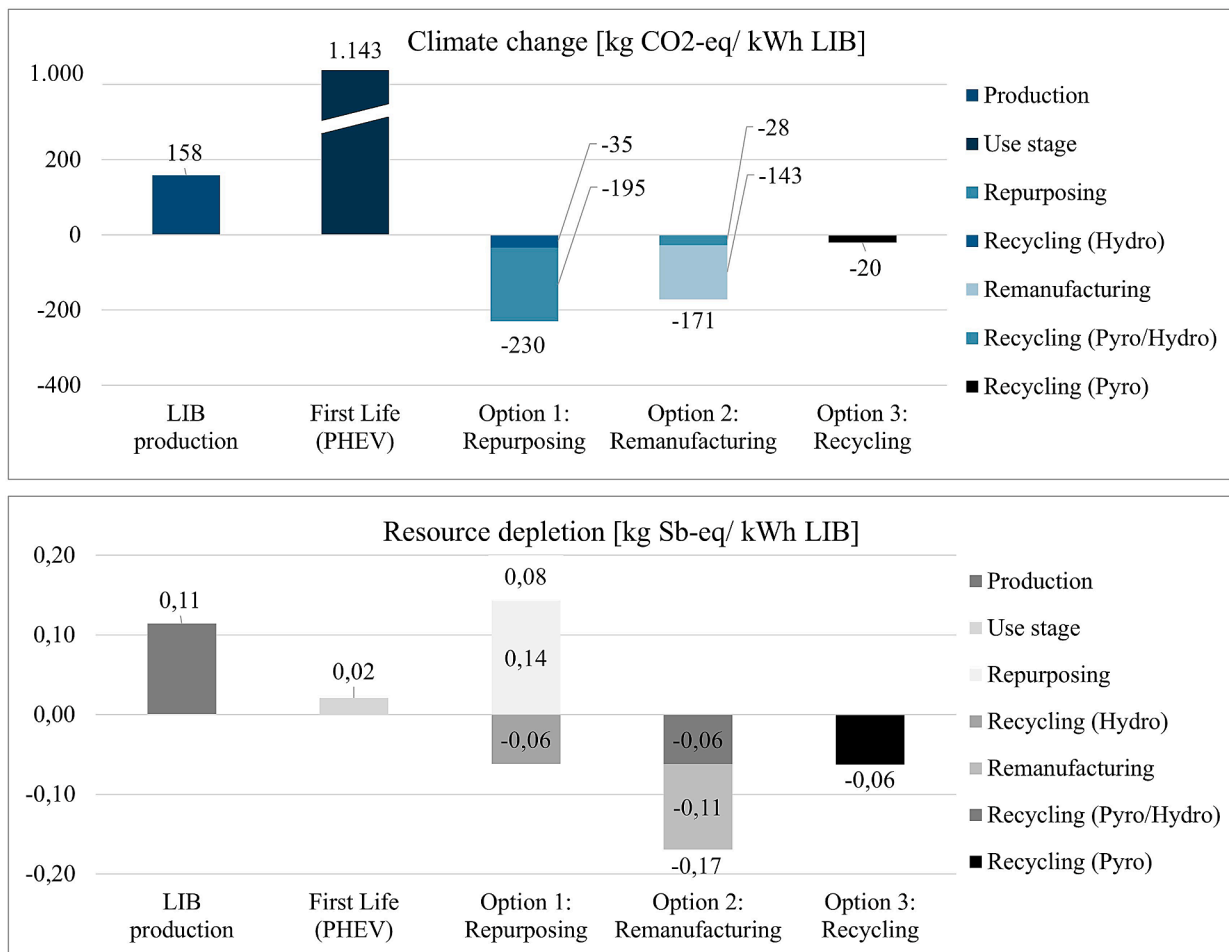 Climate change [kg CO2-eq/ kWh LIB]
1.143
1.000
200
0
-200
-400
158
-35
-195
-28
-143
-230
-171
-20
LIB
production
First Life
(PHEV)
Option 1:
Repurposing
Option 2:
Remanufacturing
Option 3:
Recycling
Production
Use stage
Repurposing
Recycling (Hydro)
Remanufacturing
Recycling (Pyro/Hydro)
Recycling (Pyro)
Resource depletion [kg Sb-eq/ kWh LIB]
0,20
0,10
0,00
-0,10
-0,20
0,11
0,02
0,08
0,14
-0,06
-0,06
-0,11
-0,17
-0,06
LIB
production
First Life
(PHEV)
Option 1:
Repurposing
Option 2:
Remanufacturing
Option 3:
Recycling
Production
Use stage
Repurposing
Recycling (Hydro)
Remanufacturing
Recycling (Pyro/Hydro)
Recycling (Pyro)